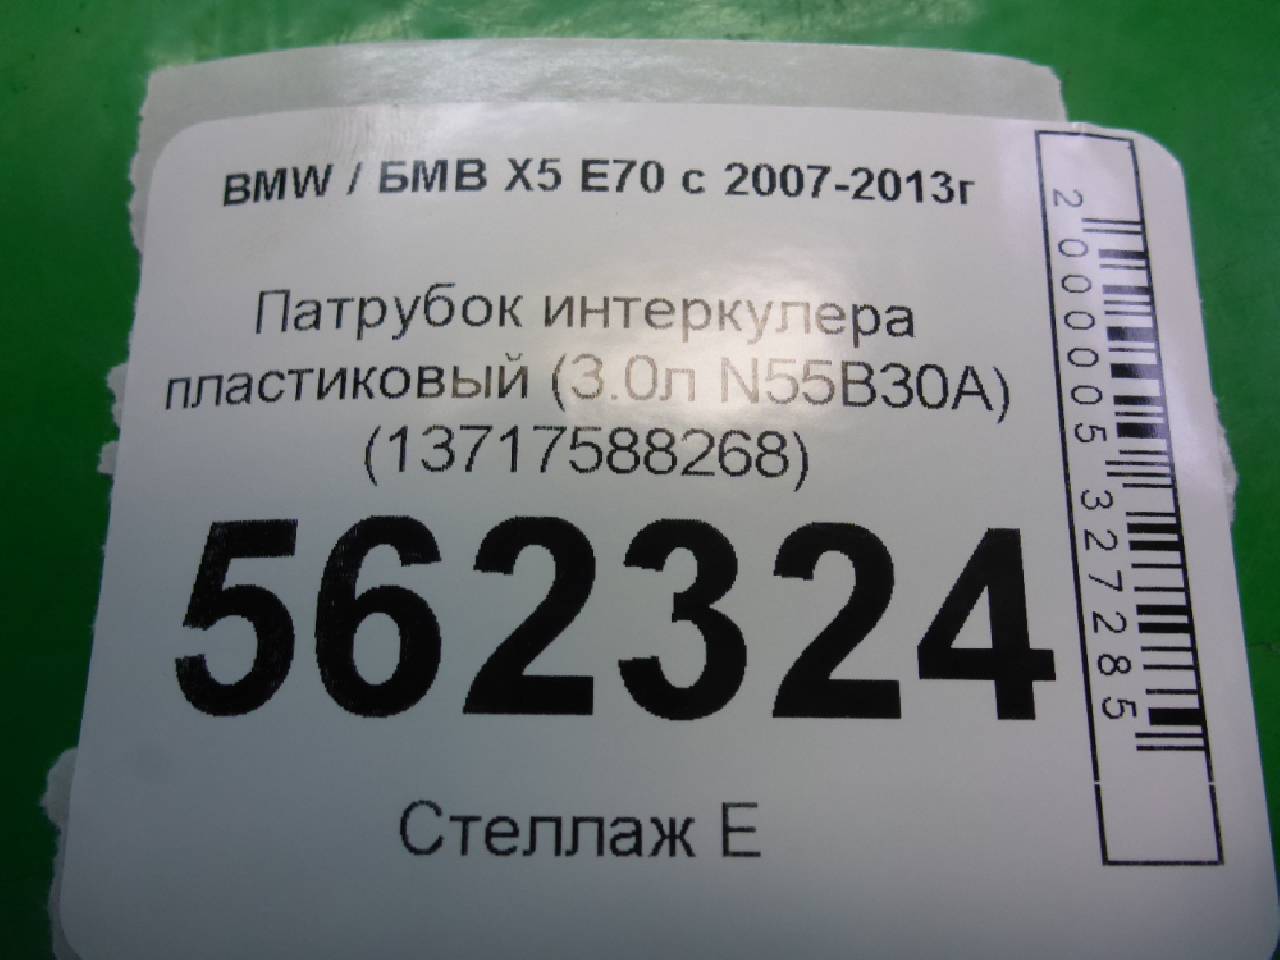 BMW / БМВ X5 E70 с 2007-2013г
Патрубок интеркулера
пластиковый (3.0л N55B30A)
(13717588268)
562324
Стеллаж E
2000005327285